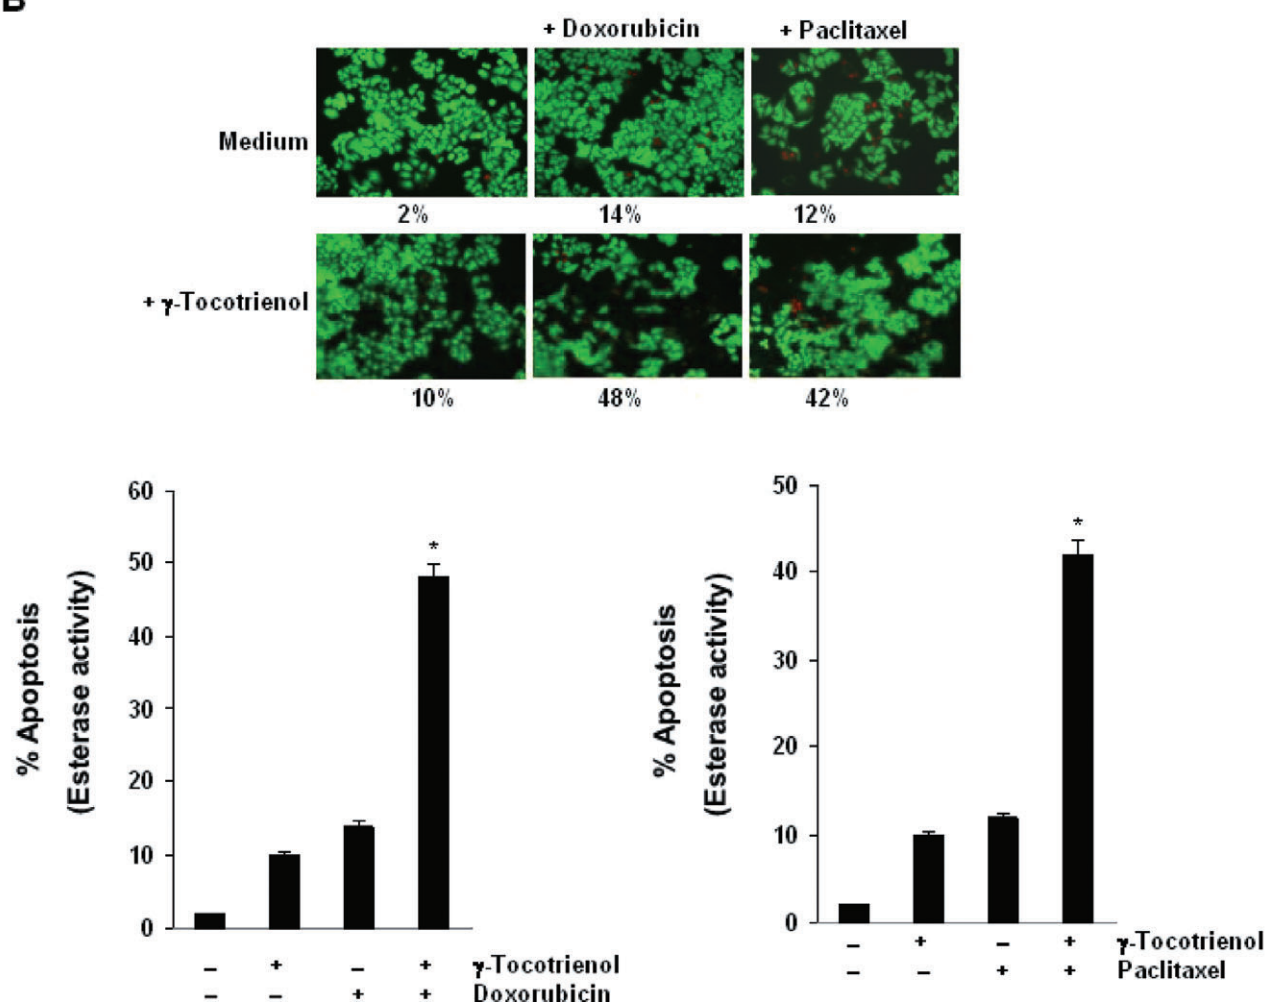 B
+ Doxorubicin + Paclitaxel
Medium
2% 14% 12%
+ γ-Tocotrienol
10% 48% 42%
% Apoptosis
(Esterase activity)
60
50
40
30
20
10
0
*
– + – + γ-Tocotrienol
– – + + Doxorubicin
% Apoptosis
(Esterase activity)
50
40
30
20
10
0
*
– + – + γ-Tocotrienol
– – + + Paclitaxel